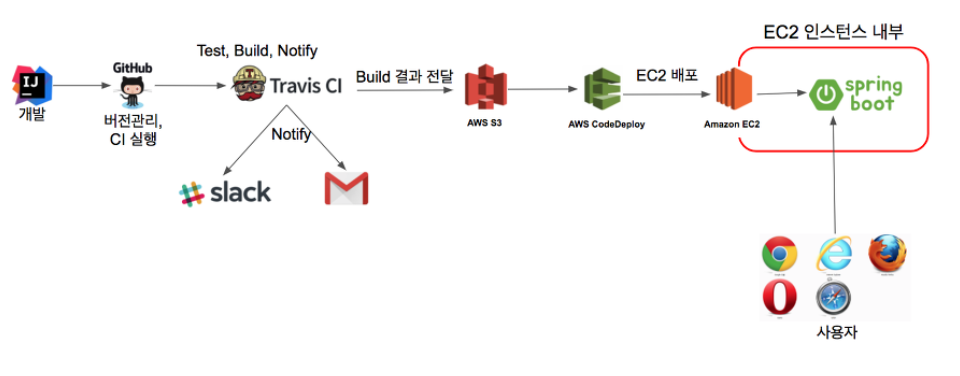 EC2 인스턴스 내부
Test, Build, Notify
IJ
개발
GitHub
버전관리,
CI 실행
Travis CI
Build 결과 전달
AWS S3
AWS CodeDeploy
EC2 배포
Amazon EC2
spring
boot
Notify
slack
사용자